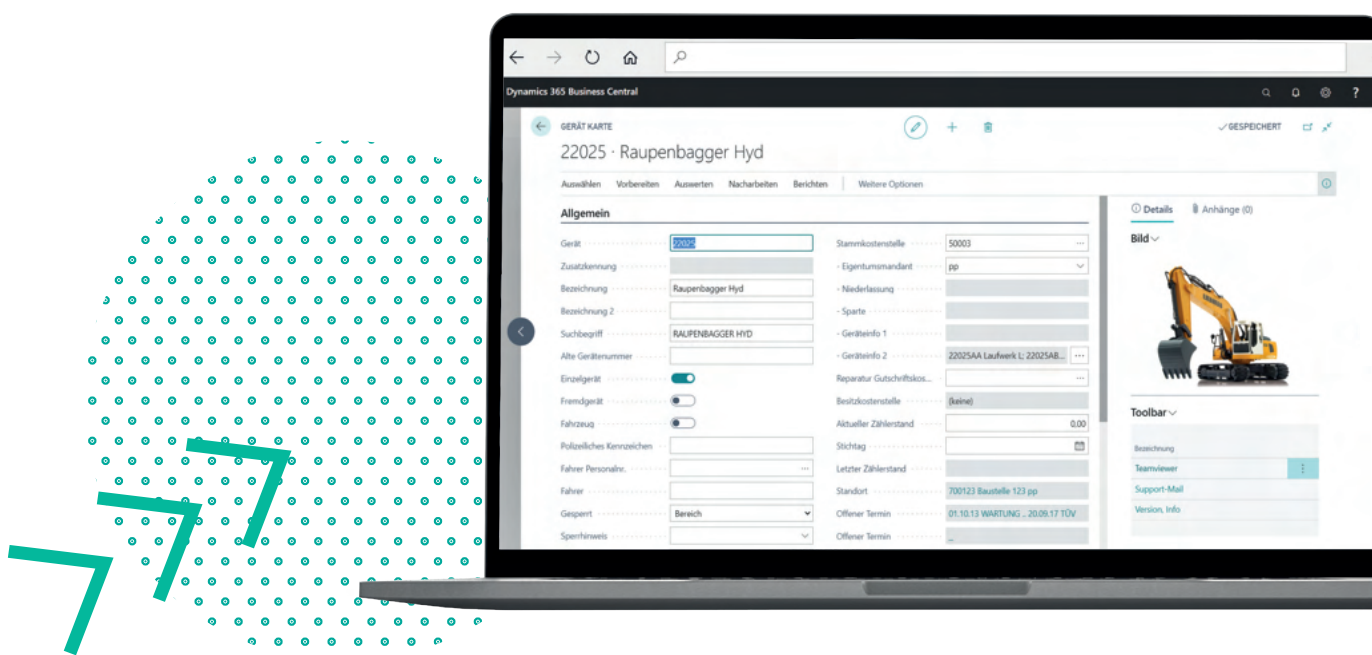 Dynamics 365 Business Central
?
GERÄT KARTE
GESPEICHERT
22025 · Raupenbagger Hyd
Auswählen Vorbereiten Auswerten Nacharbeiten Berichten Weitere Optionen
Allgemein
Gerät 22025
Zusatzkennung
Bezeichnung Raupenbagger Hyd
Bezeichnung 2
Suchbegriff RAUPENBAGGER HYD
Alte Gerätenummer
Einzelgerät
Fremdgerät
Fahrzeug
Polizeiliches Kennzeichen
Fahrer Personalnr. ...
Fahrer
Gesperrt Bereich
Sperrhinweis
Stammkostenstelle 50003 ...
- Eigentumsmandant pp
- Niederlassung
- Sparte
- Geräteinfo 1
- Geräteinfo 2 22025AA Laufwerk L; 22025AB... ...
Reparatur Gutschriftskos... ...
Besitzkostenstelle (keine)
Aktueller Zählerstand 0,00
Stichtag
Letzter Zählerstand
Standort 700123 Baustelle 123 pp
Offener Termin 01.10.13 WARTUNG .. 20.09.17 TÜV
Offener Termin _
Details Anhänge (0)
Bild
LIEBHERR
Toolbar
Bezeichnung
Teamviewer
Support-Mail
Version, Info